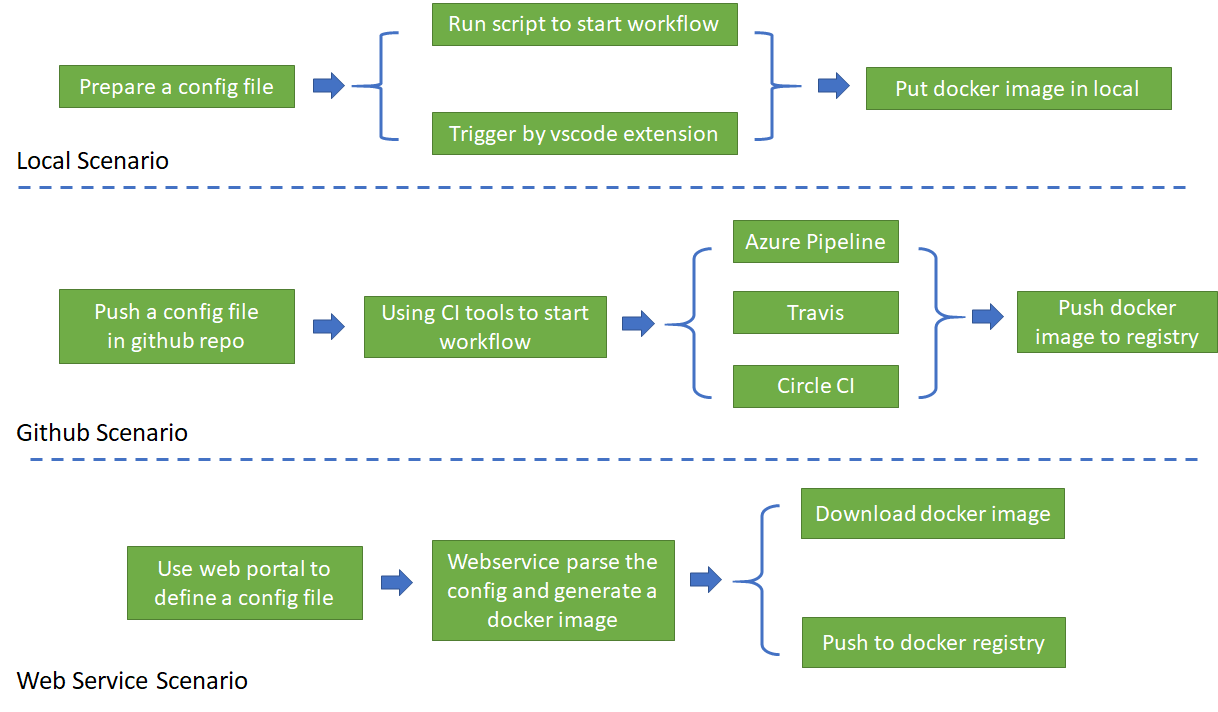 Run script to start workflow
Prepare a config file
Put docker image in local
Trigger by vscode extension
Local Scenario
Azure Pipeline
Push a config file
in github repo
Using CI tools to start
workflow
Travis
Push docker
image to registry
Circle CI
Github Scenario
Download docker image
Use web portal to
define a config file
Webservice parse the
config and generate a
docker image
Push to docker registry
Web Service Scenario